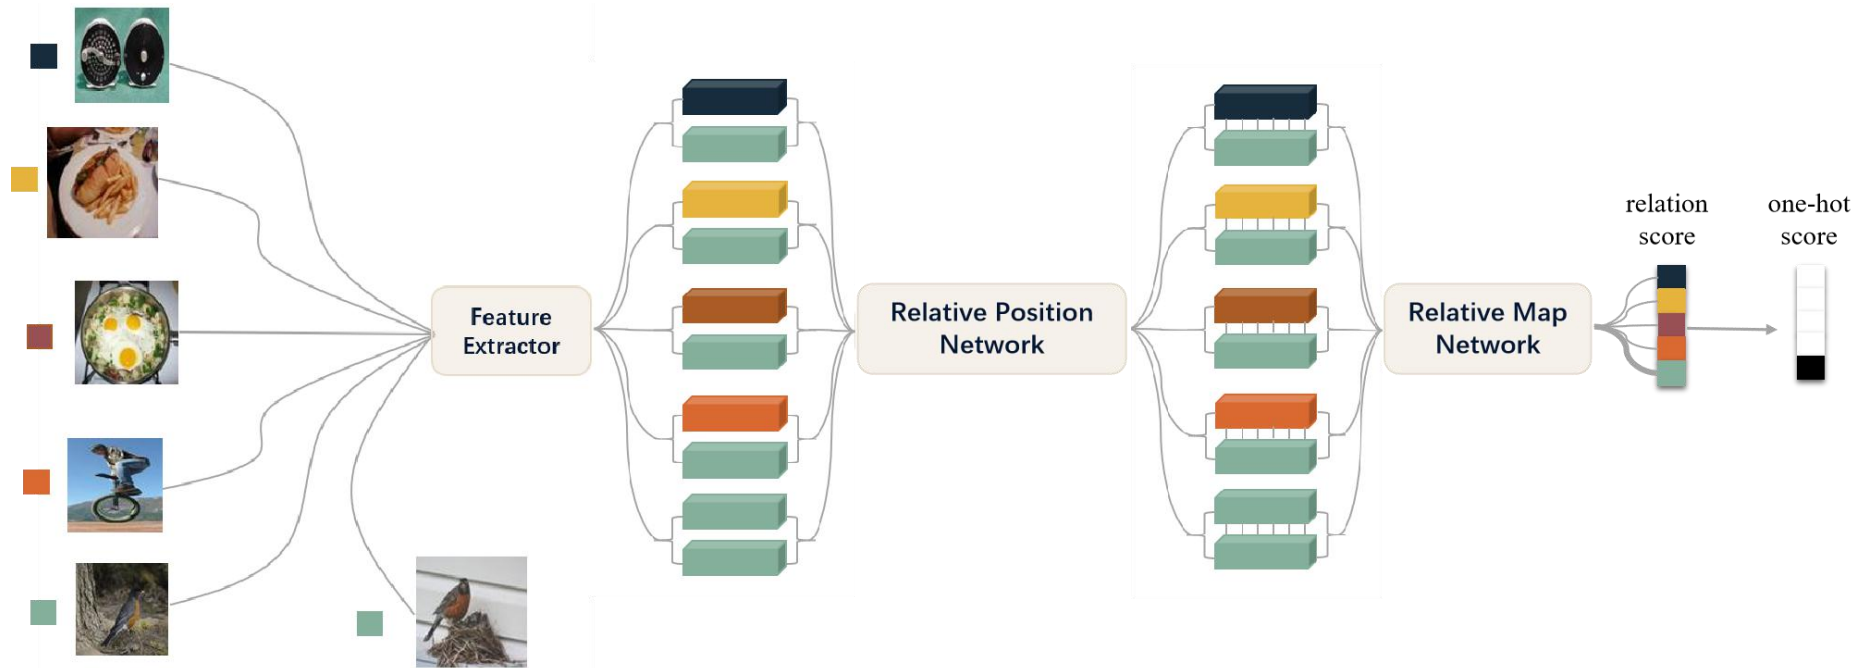 Feature
Extractor
Relative Position
Network
Relative Map
Network
relation
score
one-hot
score